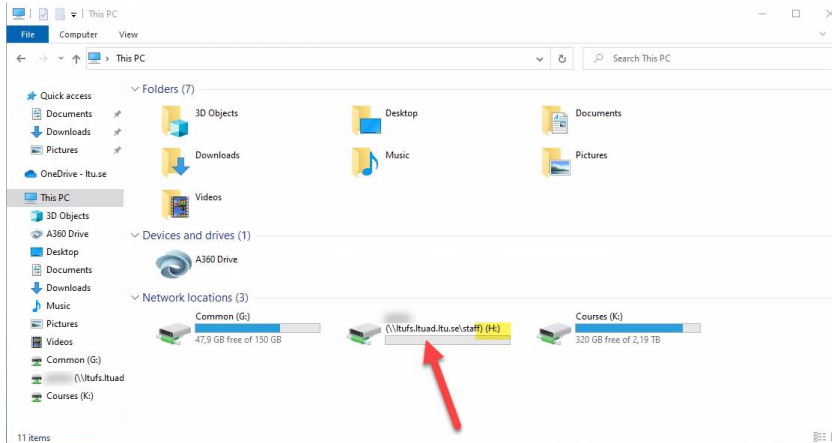 This PC
File Computer View
This PC
Search This PC
Quick access
Documents
Downloads
Pictures
OneDrive - ltu.se
This PC
3D Objects
A360 Drive
Desktop
Documents
Downloads
Music
Pictures
Videos
Common (G:)
(\\ltufs.ltuad
Courses (K:)
Folders (7)
3D Objects
Desktop
Documents
Downloads
Music
Pictures
Videos
Devices and drives (1)
A360 Drive
Network locations (3)
Common (G:)
47,9 GB free of 150 GB
(\\ltufs.ltuad.ltu.se\staff) (H:)
Courses (K:)
320 GB free of 2,19 TB
11 items